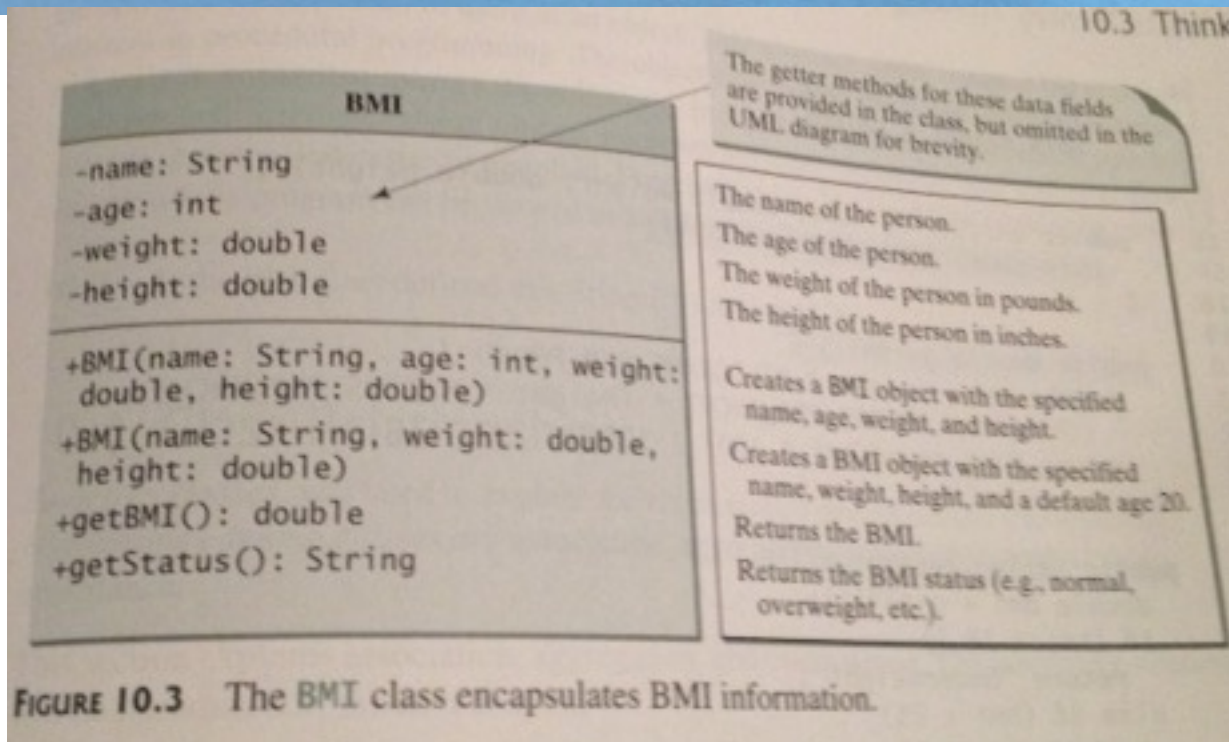 10.3 Think
BMI
-name: String
-age: int
-weight: double
-height: double
+BMI(name: String, age: int, weight:
double, height: double)
+BMI(name: String, weight: double,
height: double)
+getBMI(): double
+getStatus(): String
The getter methods for these data fields
are provided in the class, but omitted in the
UML diagram for brevity.
The name of the person.
The age of the person.
The weight of the person in pounds.
The height of the person in inches.
Creates a BMI object with the specified
name, age, weight, and height.
Creates a BMI object with the specified
name, weight, height, and a default age 20.
Returns the BMI.
Returns the BMI status (e.g., normal,
overweight, etc.).
FIGURE 10.3 The BMI class encapsulates BMI information.